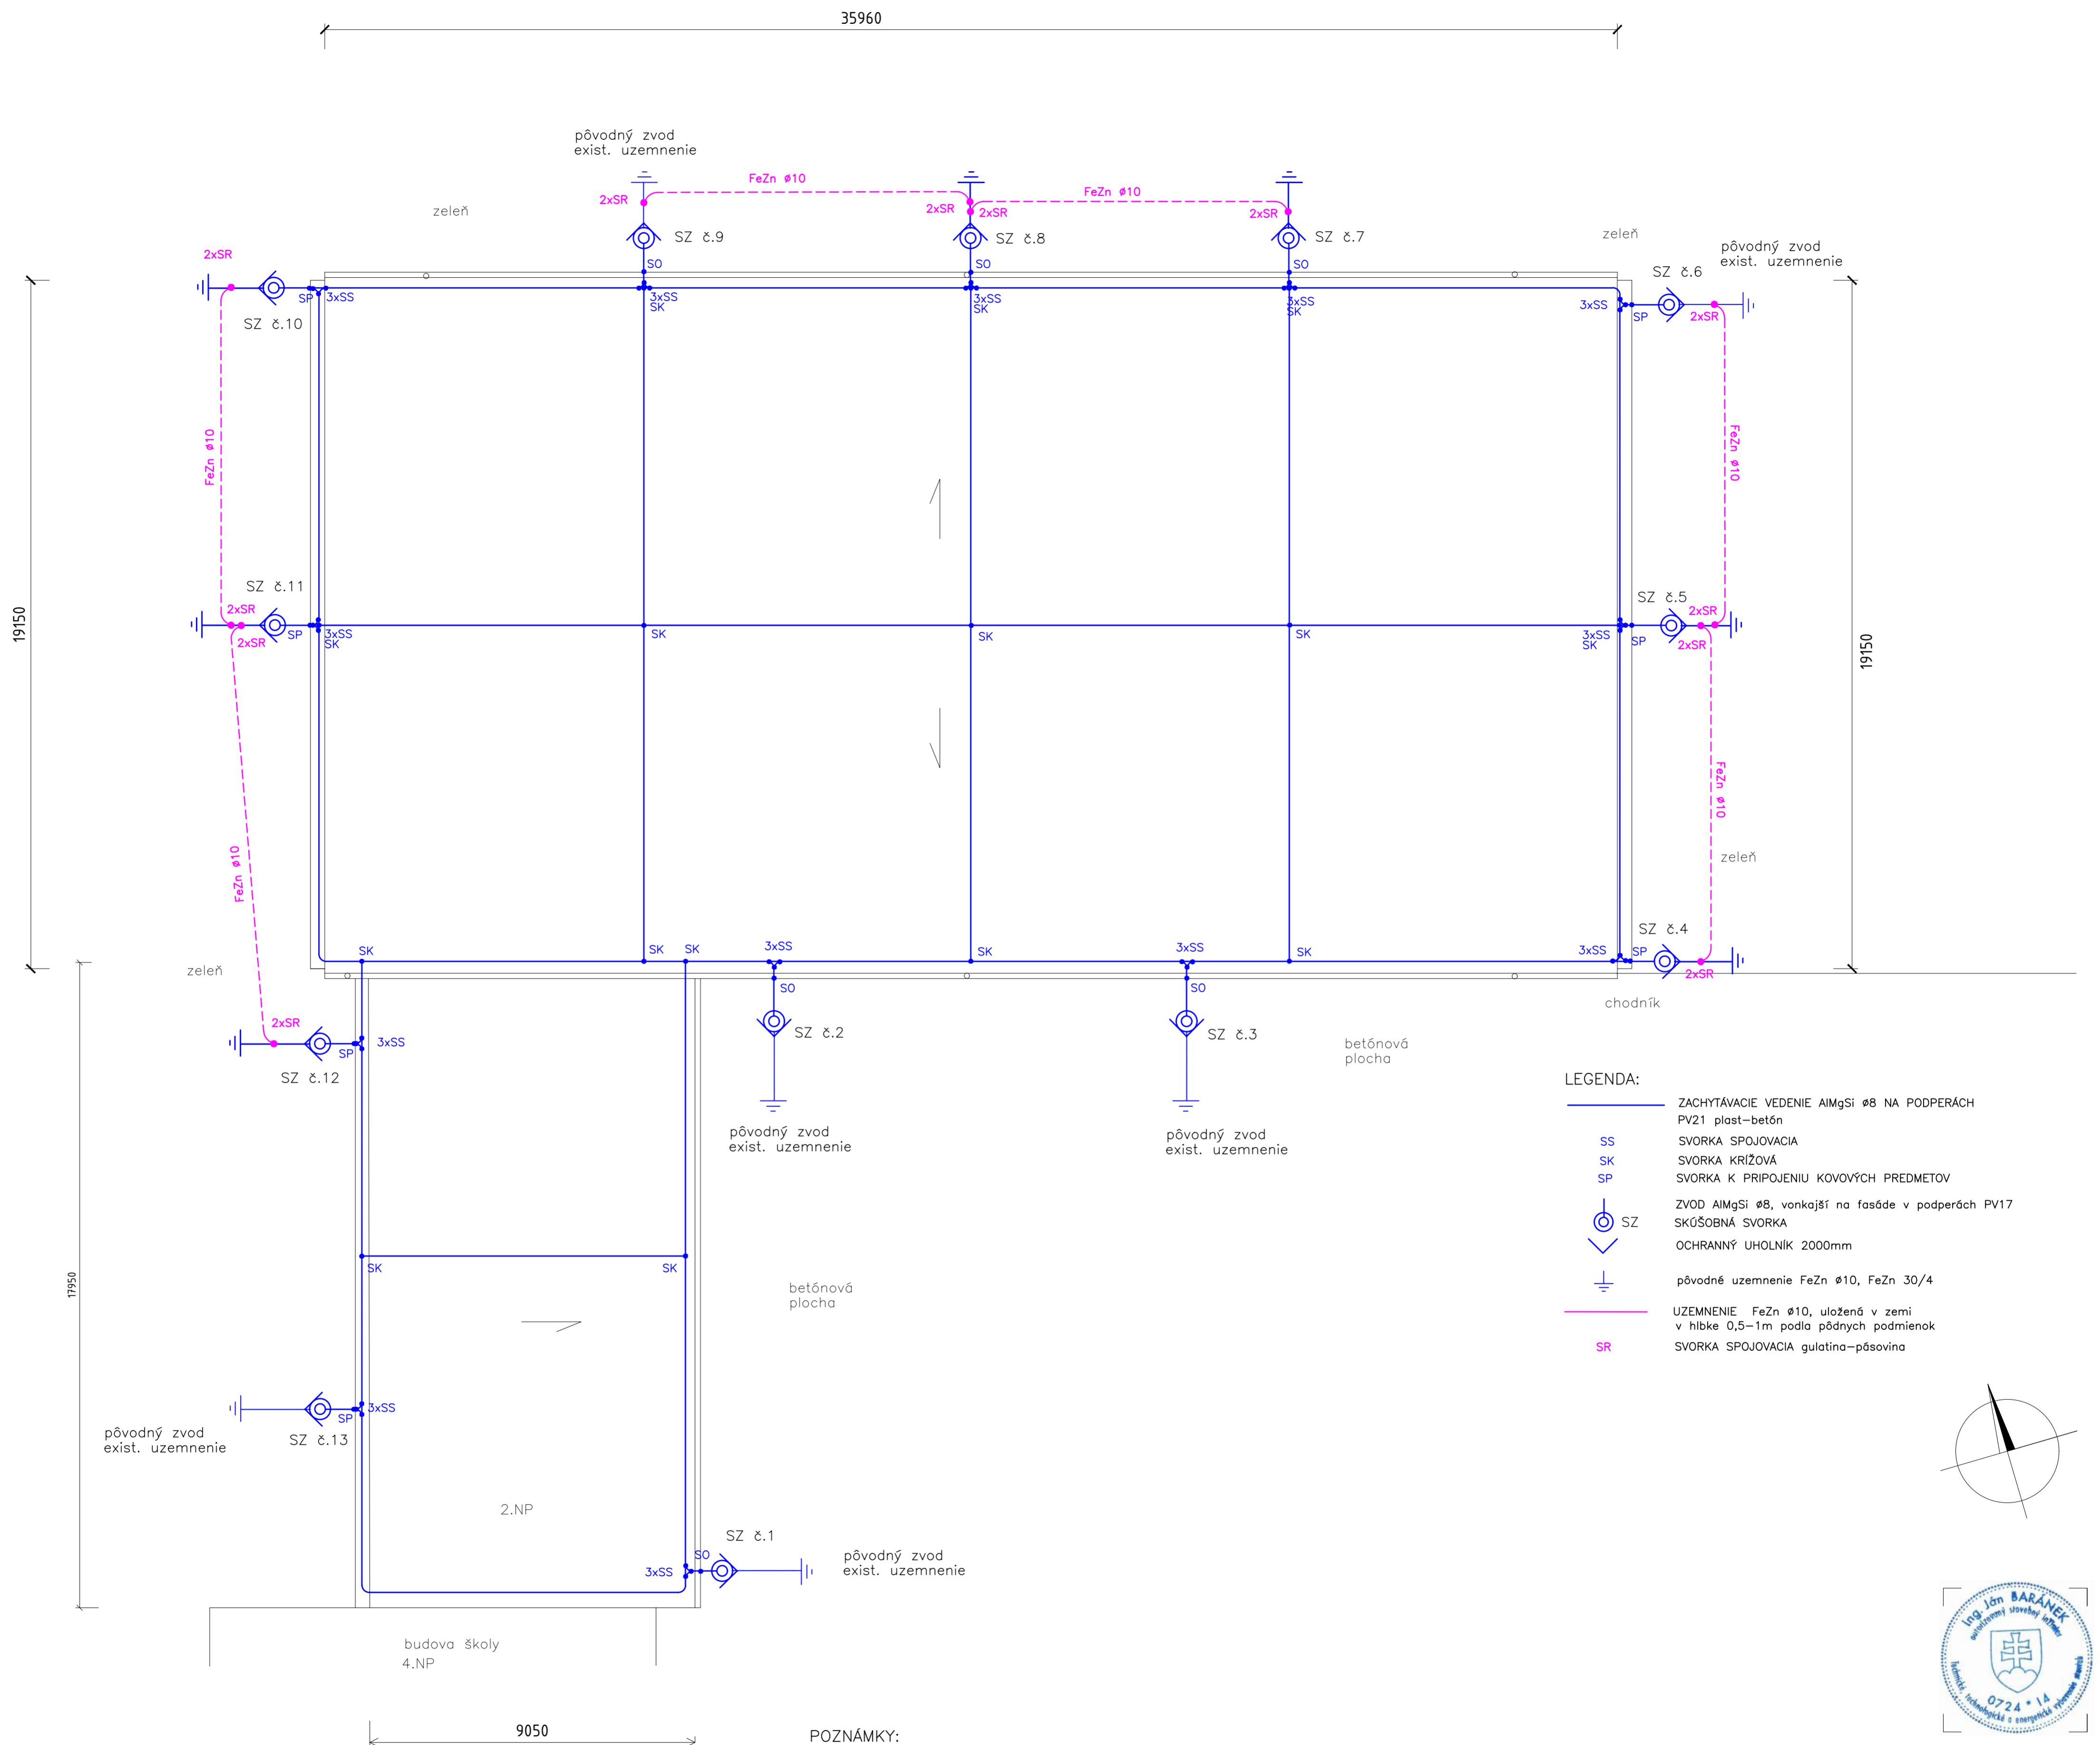 35960
pôvodný zvod
exist. uzemnenie
FeZn ø10
FeZn ø10
2xSR
2xSR
2xSR
2xSR
zeleň
SZ č.9
SZ č.8
SZ č.7
zeleň
pôvodný zvod
exist. uzemnenie
2xSR
SO
SO
SO
SZ č.6
SP
3xSS
3xSS
SK
3xSS
SK
3xSS
SK
3xSS
SP
2xSR
SZ č.10
FeZn ø10
FeZn ø10
19150
19150
SZ č.11
2xSR
2xSR
SP
3xSS
SK
SK
SK
SK
SZ č.5
2xSR
3xSS
SK
SP
2xSR
FeZn ø10
FeZn ø10
zeleň
SK
SK
SK
3xSS
SK
3xSS
SK
3xSS
SP
SZ č.4
2xSR
zeleň
SO
SO
chodník
2xSR
SZ č.2
SZ č.3
SP
3xSS
SZ č.12
betónová
plocha
pôvodný zvod
exist. uzemnenie
pôvodný zvod
exist. uzemnenie
LEGENDA:
ZACHYTÁVACIE VEDENIE AlMgSi ø8 NA PODPERÁCH
PV21 plast-betón
SS SVORKA SPOJOVACIA
SK SVORKA KRÍŽOVÁ
SP SVORKA K PRIPOJENIU KOVOVÝCH PREDMETOV
ZVOD AlMgSi ø8, vonkajší na fasáde v podperách PV17
SZ SKÚŠOBNÁ SVORKA
OCHRANNÝ UHOLNÍK 2000mm
pôvodné uzemnenie FeZn ø10, FeZn 30/4
UZEMNENIE FeZn ø10, uložená v zemi
v hlbke 0,5-1m podla pôdnych podmienok
SR SVORKA SPOJOVACIA gulatina-pásovina
17950
SK
SK
betónová
plocha
SP
3xSS
SZ č.13
pôvodný zvod
exist. uzemnenie
2.NP
SZ č.1
SO
3xSS
pôvodný zvod
exist. uzemnenie
budova školy
4.NP
9050
POZNÁMKY:
Ing. Ján BARÁNEK
autorizovaný stavebný inžinier
0724 * 14